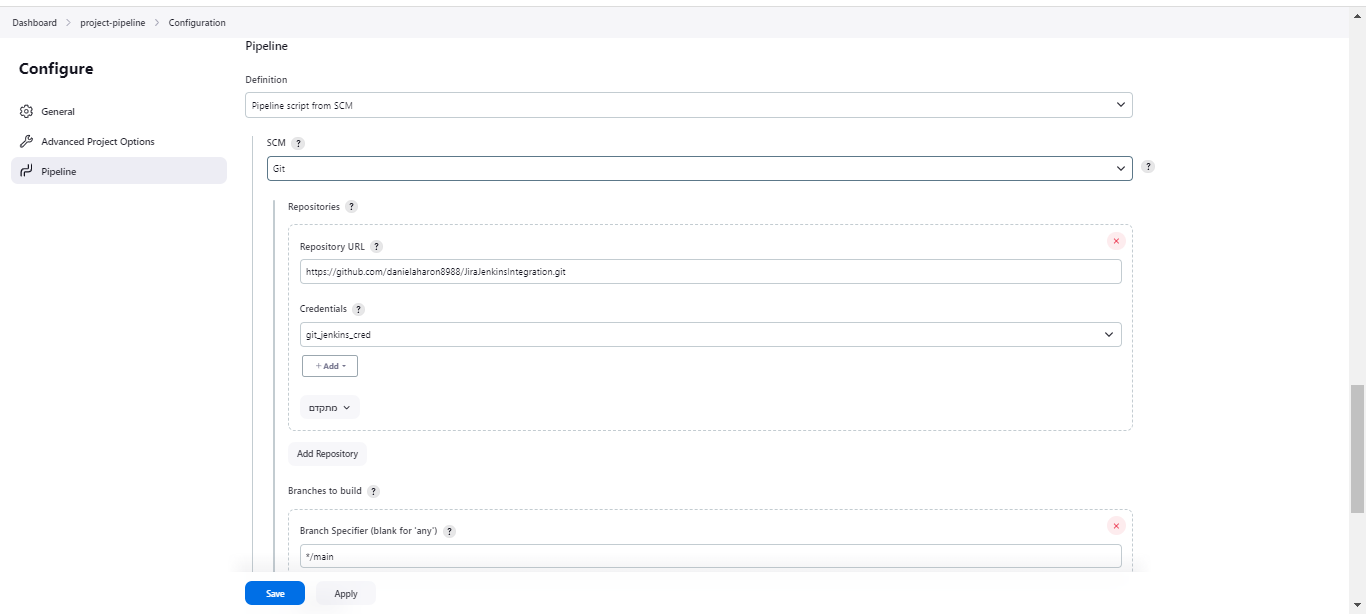 Dashboard > project-pipeline > Configuration
Configure
General
Advanced Project Options
Pipeline
Pipeline
Definition
Pipeline script from SCM
SCM ?
Git
?
Repositories ?
Repository URL ?
https://github.com/danielaharon8988/JiraJenkinsIntegration.git
Credentials ?
git_jenkins_cred
+ Add
מתקדם
Add Repository
Branches to build ?
Branch Specifier (blank for 'any') ?
*/main
Save Apply